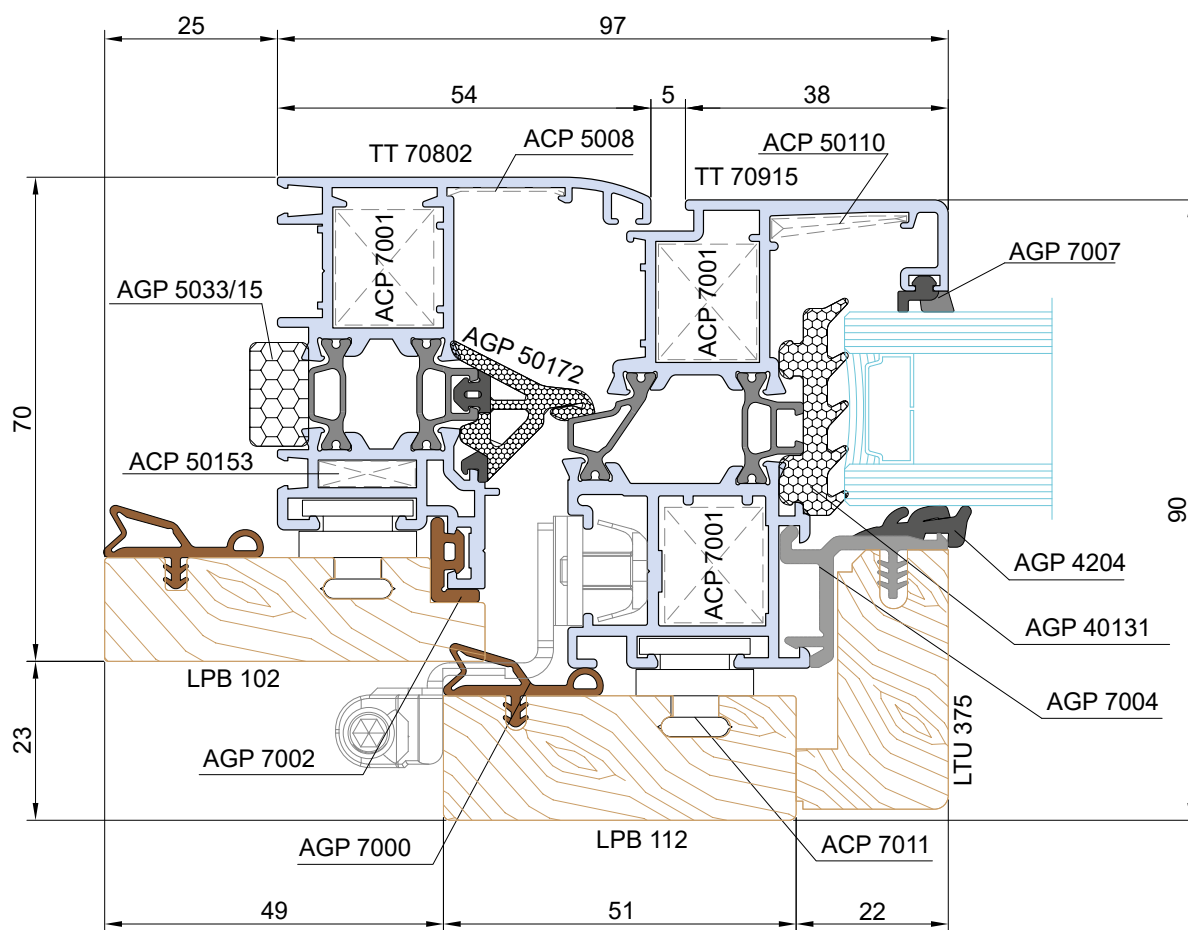 25
97
54
5
38
TT 70802
ACP 5008
ACP 50110
TT 70915
ACP 7001
ACP 7001
AGP 7007
AGP 5033/15
AGP 50172
70
ACP 50153
90
ACP 7001
AGP 4204
AGP 40131
LPB 102
AGP 7004
23
LTU 375
AGP 7002
AGP 7000
LPB 112
ACP 7011
49
51
22